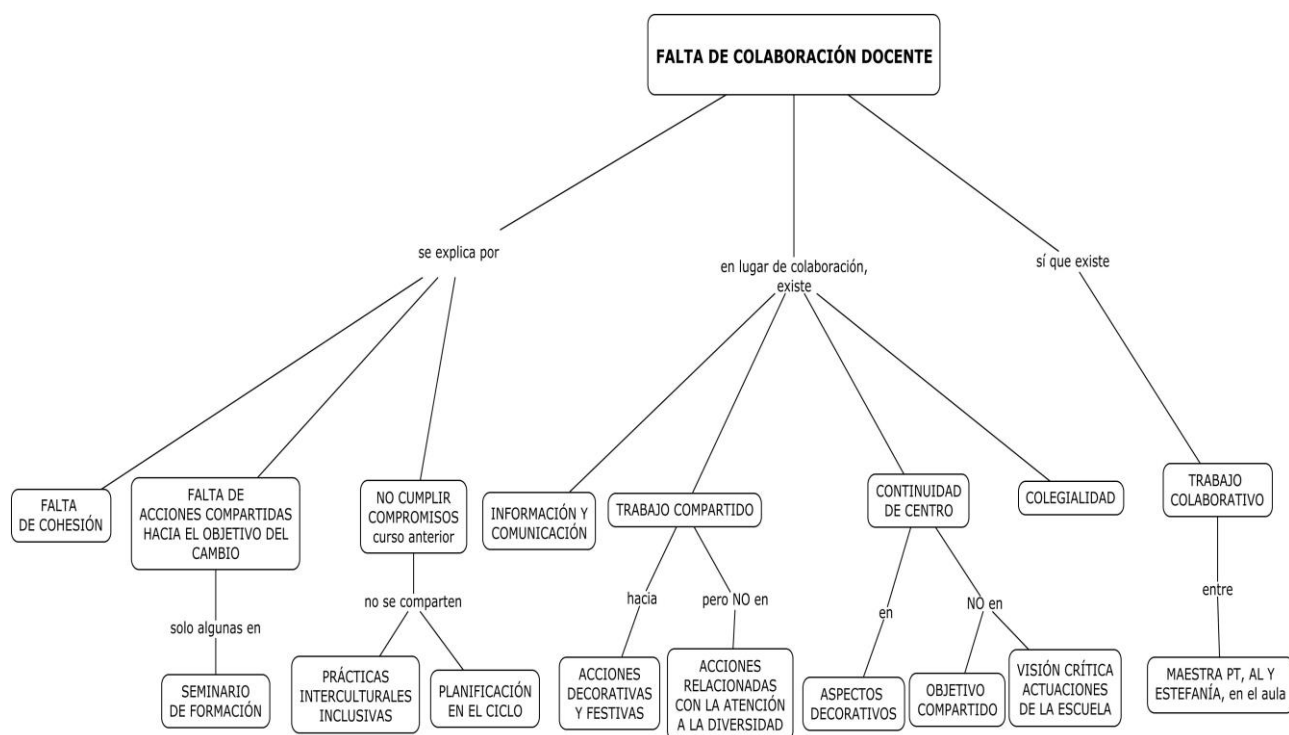 FALTA DE COLABORACIÓN DOCENTE
se explica por
en lugar de colaboración,
existe
sí que existe
FALTA
DE COHESIÓN
FALTA DE
ACCIONES COMPARTIDAS
HACIA EL OBJETIVO DEL
CAMBIO
NO CUMPLIR
COMPROMISOS
curso anterior
INFORMACIÓN Y
COMUNICACIÓN
TRABAJO COMPARTIDO
CONTINUIDAD
DE CENTRO
COLEGIALIDAD
TRABAJO
COLABORATIVO
solo algunas en
no se comparten
hacia
pero NO en
en
NO en
entre
SEMINARIO
DE FORMACIÓN
PRÁCTICAS
INTERCULTURALES
INCLUSIVAS
PLANIFICACIÓN
EN EL CICLO
ACCIONES
DECORATIVAS
Y FESTIVAS
ACCIONES
RELACIONADAS
CON LA ATENCIÓN
A LA DIVERSIDAD
ASPECTOS
DECORATIVOS
OBJETIVO
COMPARTIDO
VISIÓN CRÍTICA
ACTUACIONES
DE LA ESCUELA
MAESTRA PT, AL Y
ESTEFANÍA, en el aula